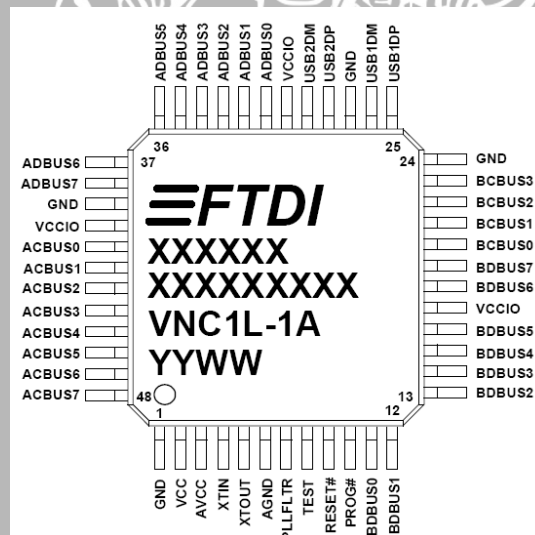 ADBUS5
ADBUS4
ADBUS3
ADBUS2
ADBUS1
ADBUS0
VCCIO
USB2DM
USB2DP
GND
USB1DM
USB1DP
36
25
37
24
ADBUS6
ADBUS7
GND
VCCIO
ACBUS0
ACBUS1
ACBUS2
ACBUS3
ACBUS4
ACBUS5
ACBUS6
ACBUS7
FTDI
XXXXXX
XXXXXXXXX
VNC1L-1A
YYWW
GND
BCBUS3
BCBUS2
BCBUS1
BCBUS0
BDBUS7
BDBUS6
VCCIO
BDBUS5
BDBUS4
BDBUS3
BDBUS2
48
13
1
12
GND
VCC
AVCC
XTIN
XTOUT
AGND
PLLFLTR
TEST
RESET#
PROG#
BDBUS0
BDBUS1